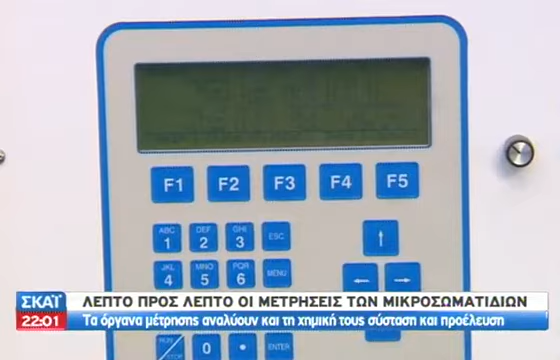 F1 F2 F3 F4 F5
ABC DEF GHI
1 2 3 ESC
JKL MNO PQR
4 5 6 MENU
ΣΚΑΪ ΛΕΠΤΟ ΠΡΟΣ ΛΕΠΤΟ ΟΙ ΜΕΤΡΗΣΕΙΣ ΤΩΝ ΜΙΚΡΟΣΩΜΑΤΙΔΙΩΝ
22:01 Τα όργανα μέτρησης αναλύουν και τη χημική τους σύσταση και προέλευση
RUN
STOP 0 • ENTER